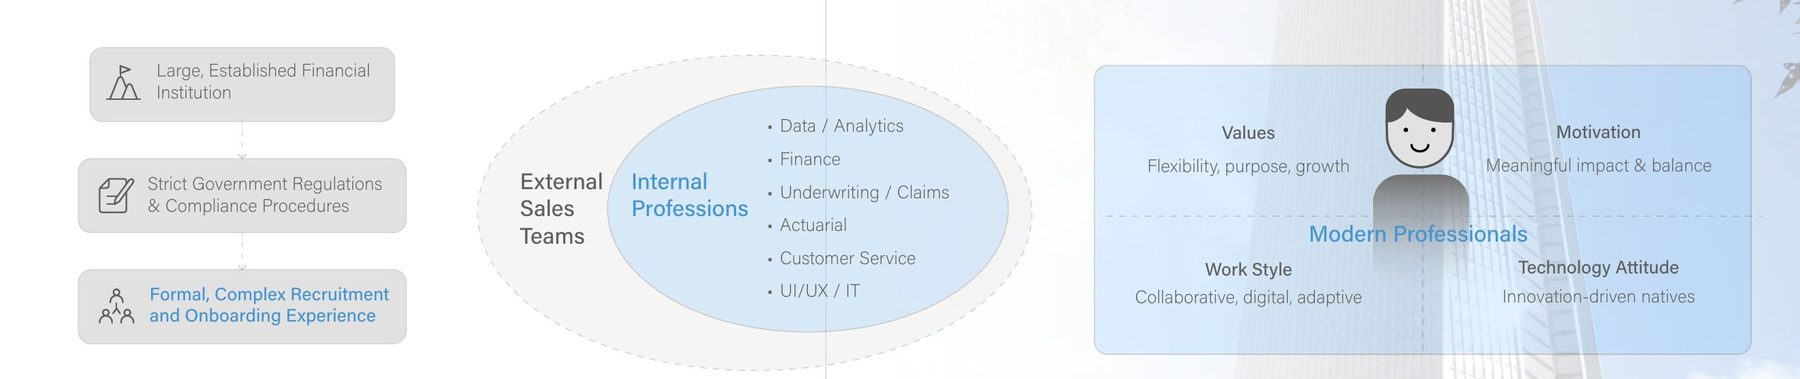 Large, Established Financial
Institution
Strict Government Regulations
& Compliance Procedures
Formal, Complex Recruitment
and Onboarding Experience
External
Sales
Teams
Internal
Professions
• Data / Analytics
• Finance
• Underwriting / Claims
• Actuarial
• Customer Service
• UI/UX / IT
Values
Flexibility, purpose, growth
Motivation
Meaningful impact & balance
Modern Professionals
Work Style
Collaborative, digital, adaptive
Technology Attitude
Innovation-driven natives